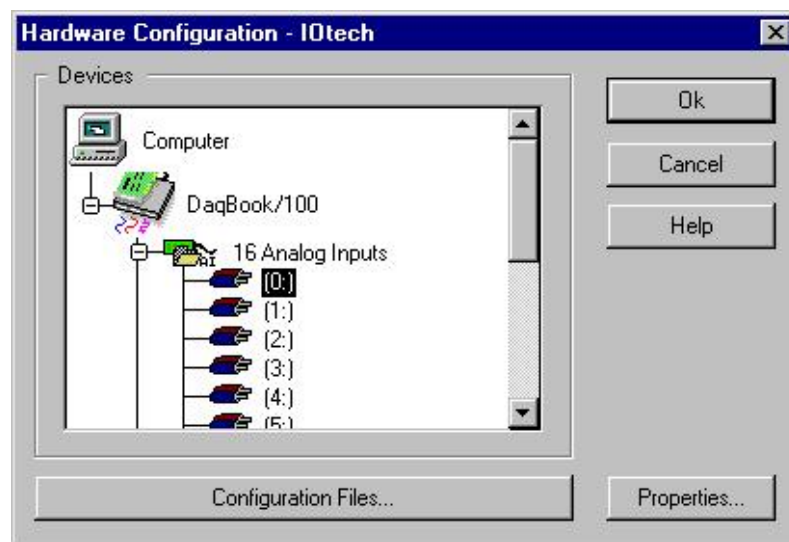 Hardware Configuration - IOtech
Devices
Computer
DaqBook/100
16 Analog Inputs
(0:)
(1:)
(2:)
(3:)
(4:)
(5:)
Ok
Cancel
Help
Configuration Files...
Properties...